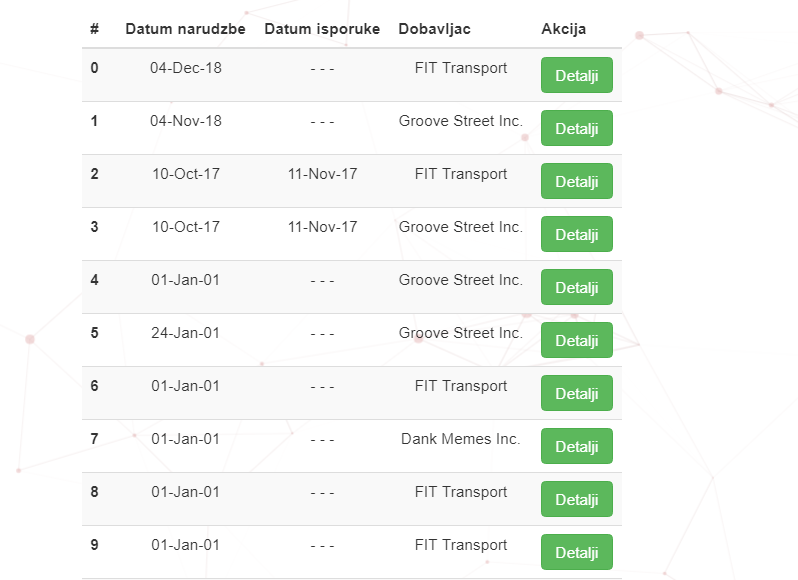 # Datum narudzbe Datum isporuke Dobavljac Akcija
0 04-Dec-18 - - - FIT Transport Detalji
1 04-Nov-18 - - - Groove Street Inc. Detalji
2 10-Oct-17 11-Nov-17 FIT Transport Detalji
3 10-Oct-17 11-Nov-17 Groove Street Inc. Detalji
4 01-Jan-01 - - - Groove Street Inc. Detalji
5 24-Jan-01 - - - Groove Street Inc. Detalji
6 01-Jan-01 - - - FIT Transport Detalji
7 01-Jan-01 - - - Dank Memes Inc. Detalji
8 01-Jan-01 - - - FIT Transport Detalji
9 01-Jan-01 - - - FIT Transport Detalji